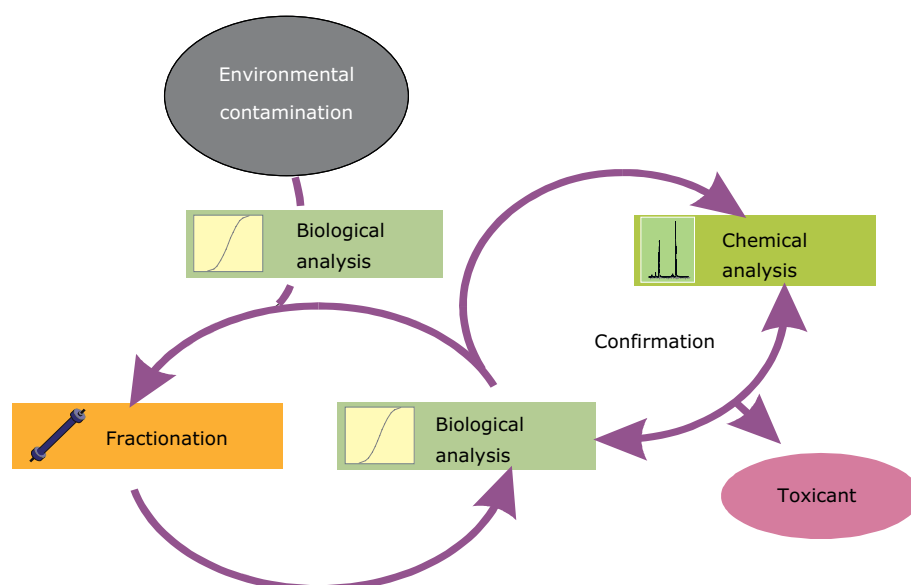 Environmental
contamination
Biological
analysis
Chemical
analysis
Confirmation
Fractionation
Biological
analysis
Toxicant